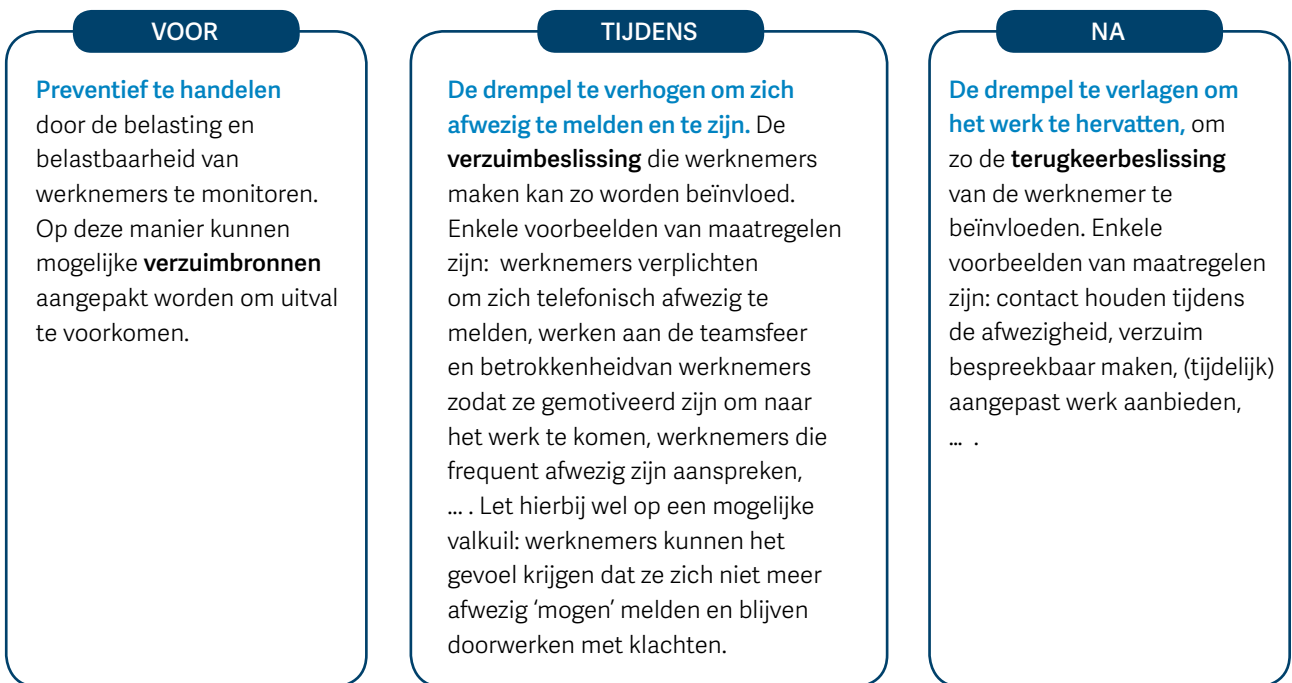 VOOR
Preventief te handelen
door de belasting en
belastbaarheid van
werknemers te monitoren.
Op deze manier kunnen
mogelijke verzuimbronnen
aangepakt worden om uitval
te voorkomen.
TIJDENS
De drempel te verhogen om zich
afwezig te melden en te zijn. De
verzuimbeslissing die werknemers
maken kan zo worden beïnvloed.
Enkele voorbeelden van maatregelen
zijn: werknemers verplichten
om zich telefonisch afwezig te
melden, werken aan de teamsfeer
en betrokkenheidvan werknemers
zodat ze gemotiveerd zijn om naar
het werk te komen, werknemers die
frequent afwezig zijn aanspreken,
... . Let hierbij wel op een mogelijke
valkuil: werknemers kunnen het
gevoel krijgen dat ze zich niet meer
afwezig ‘mogen’ melden en blijven
doorwerken met klachten.
NA
De drempel te verlagen om
het werk te hervatten, om
zo de terugkeerbeslissing
van de werknemer te
beïnvloeden. Enkele
voorbeelden van maatregelen
zijn: contact houden tijdens
de afwezigheid, verzuim
bespreekbaar maken, (tijdelijk)
aangepast werk aanbieden,
... .